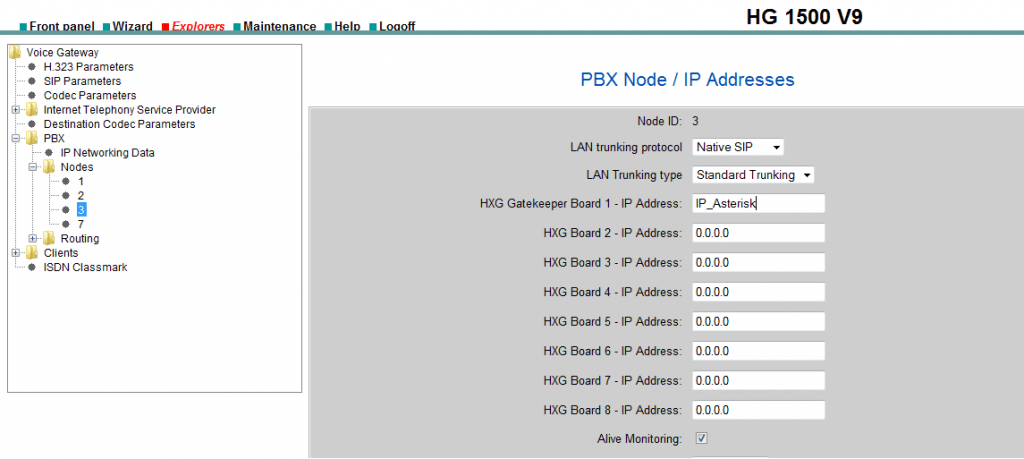 HG 1500 V9
Front panel Wizard Explorers Maintenance Help Logoff
Voice Gateway
H.323 Parameters
SIP Parameters
Codec Parameters
Internet Telephony Service Provider
Destination Codec Parameters
PBX
IP Networking Data
Nodes
1
2
3
7
Routing
Clients
ISDN Classmark
PBX Node / IP Addresses
Node ID: 3
LAN trunking protocol Native SIP
LAN Trunking type Standard Trunking
HXG Gatekeeper Board 1 - IP Address: IP_Asterisk
HXG Board 2 - IP Address: 0.0.0.0
HXG Board 3 - IP Address: 0.0.0.0
HXG Board 4 - IP Address: 0.0.0.0
HXG Board 5 - IP Address: 0.0.0.0
HXG Board 6 - IP Address: 0.0.0.0
HXG Board 7 - IP Address: 0.0.0.0
HXG Board 8 - IP Address: 0.0.0.0
Alive Monitoring: